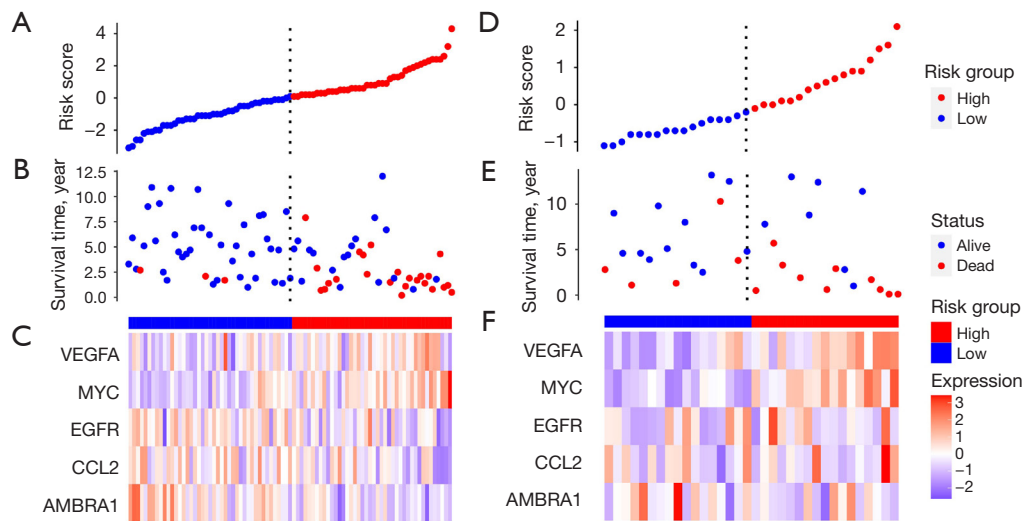 A
Risk score
4
2
0
−2
B
Survival time, year
12.5
10.0
7.5
5.0
2.5
0.0
C
VEGFA
MYC
EGFR
CCL2
AMBRA1
D
Risk score
2
1
0
−1
E
Survival time, year
10
5
0
F
VEGFA
MYC
EGFR
CCL2
AMBRA1
Risk group
High
Low
Status
Alive
Dead
Risk group
High
Low
Expression
3
2
1
0
−1
−2